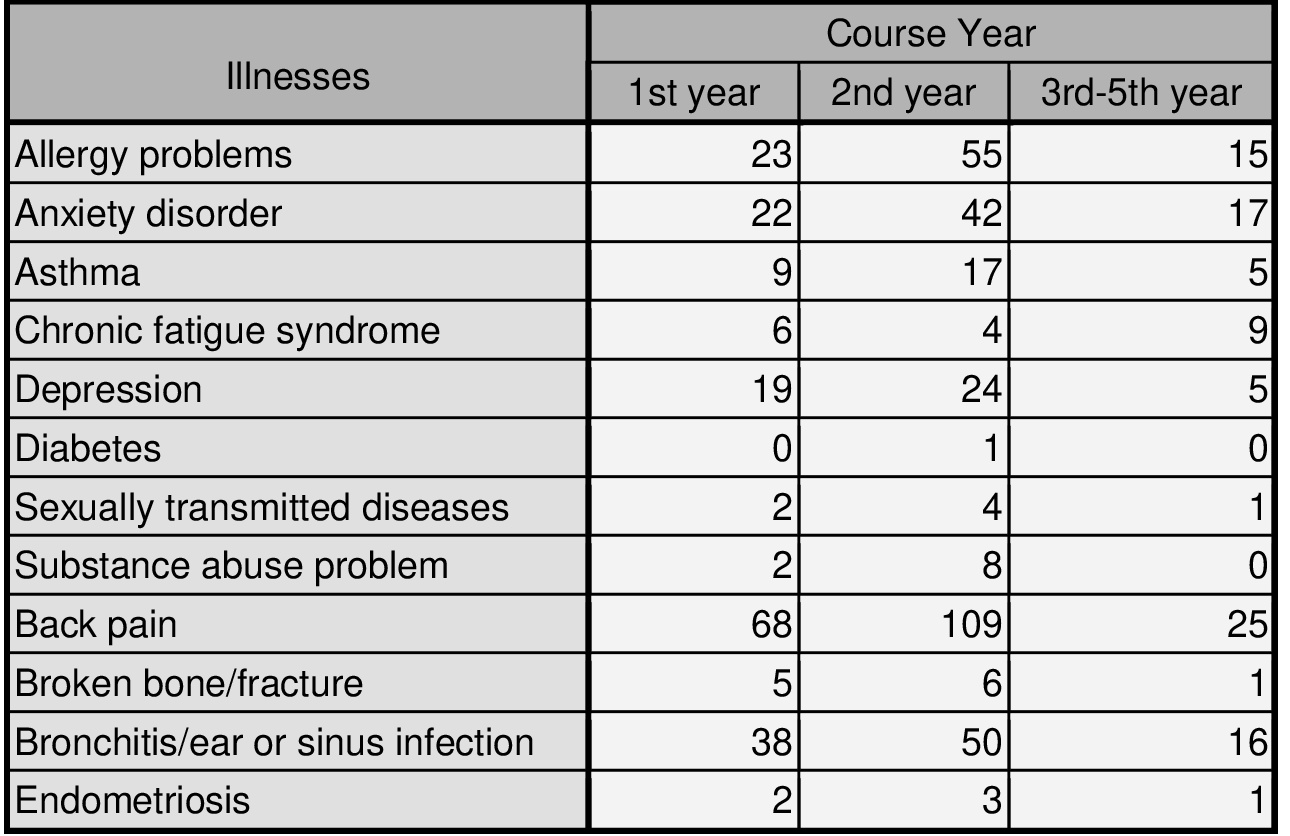 Illnesses
Course Year
1st year 2nd year 3rd-5th year
Allergy problems 23 55 15
Anxiety disorder 22 42 17
Asthma 9 17 5
Chronic fatigue syndrome 6 4 9
Depression 19 24 5
Diabetes 0 1 0
Sexually transmitted diseases 2 4 1
Substance abuse problem 2 8 0
Back pain 68 109 25
Broken bone/fracture 5 6 1
Bronchitis/ear or sinus infection 38 50 16
Endometriosis 2 3 1